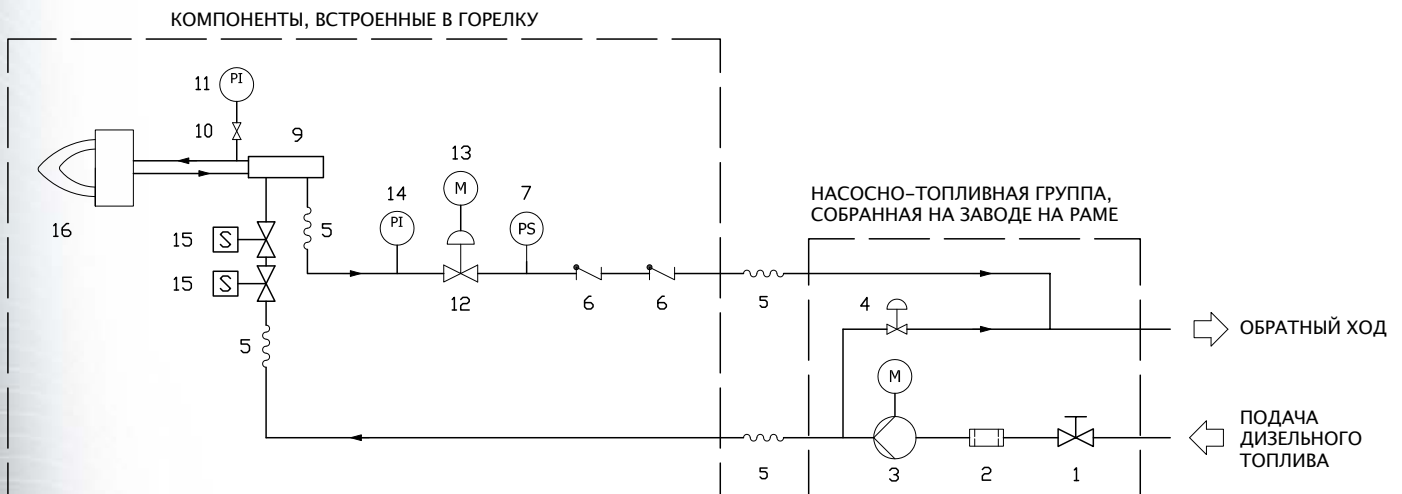 КОМПОНЕНТЫ, ВСТРОЕННЫЕ В ГОРЕЛКУ
11
PI
10
9
13
M
14
PI
7
PS
16
15
S
15
S
5
12
6
6
5
5
НАСОСНО-ТОПЛИВНАЯ ГРУППА,
СОБРАННАЯ НА ЗАВОДЕ НА РАМЕ
4
ОБРАТНЫЙ ХОД
M
ПОДАЧА
ДИЗЕЛЬНОГО
ТОПЛИВА
5
3
2
1